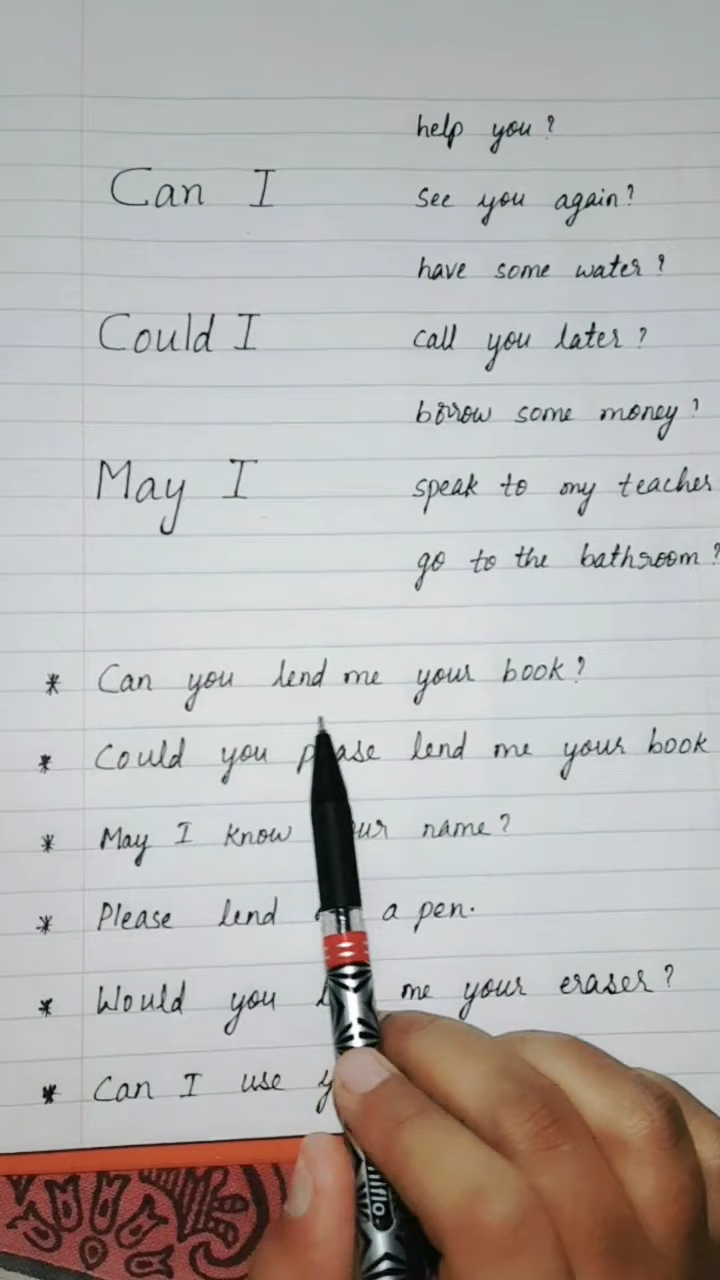 help you?
Can I
see you again?
have some water?
Could I
call you later?
borrow some money?
May I
speak to my teacher
go to the bathroom?
* Can you lend me your book?
* Could you please lend me your book
* May I know your name?
* Please lend a pen.
* Would you me your eraser?
* Can I use